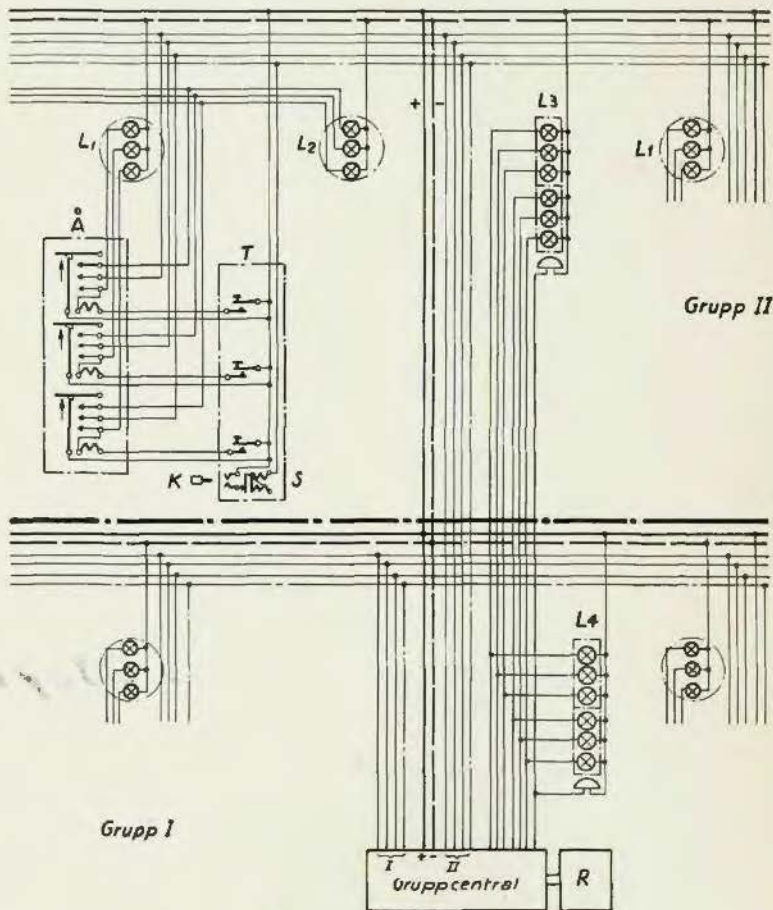 + -
L3
L1
L2
L1
Å
T
Grupp II
K
S
L4
Grupp I
I
+ -
II
Gruppcentral
R